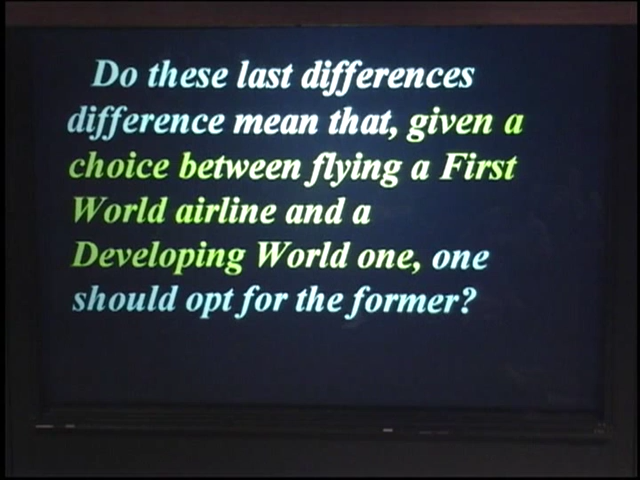 Do these last differences
difference mean that, given a
choice between flying a First
World airline and a
Developing World one, one
should opt for the former?